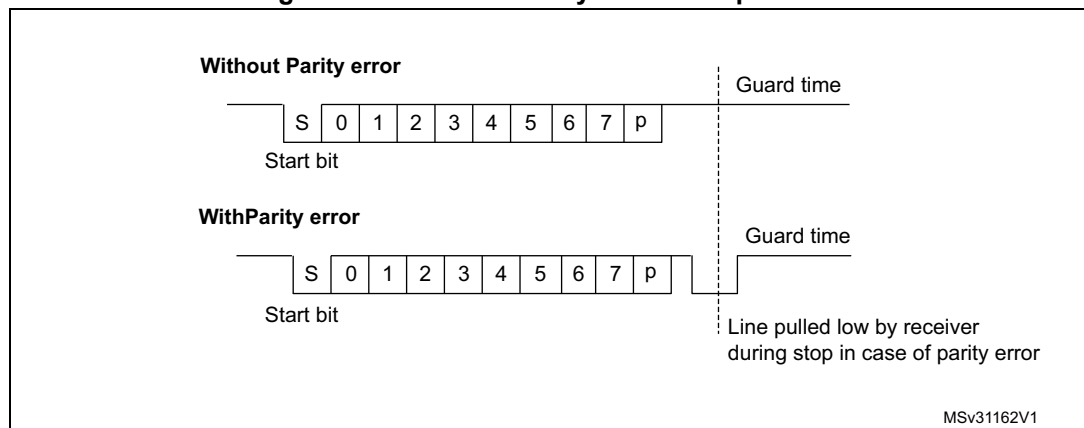 Without Parity error
Guard time
S 0 1 2 3 4 5 6 7 p
Start bit
WithParity error
Guard time
S 0 1 2 3 4 5 6 7 p
Start bit
Line pulled low by receiver
during stop in case of parity error
MSv31162V1